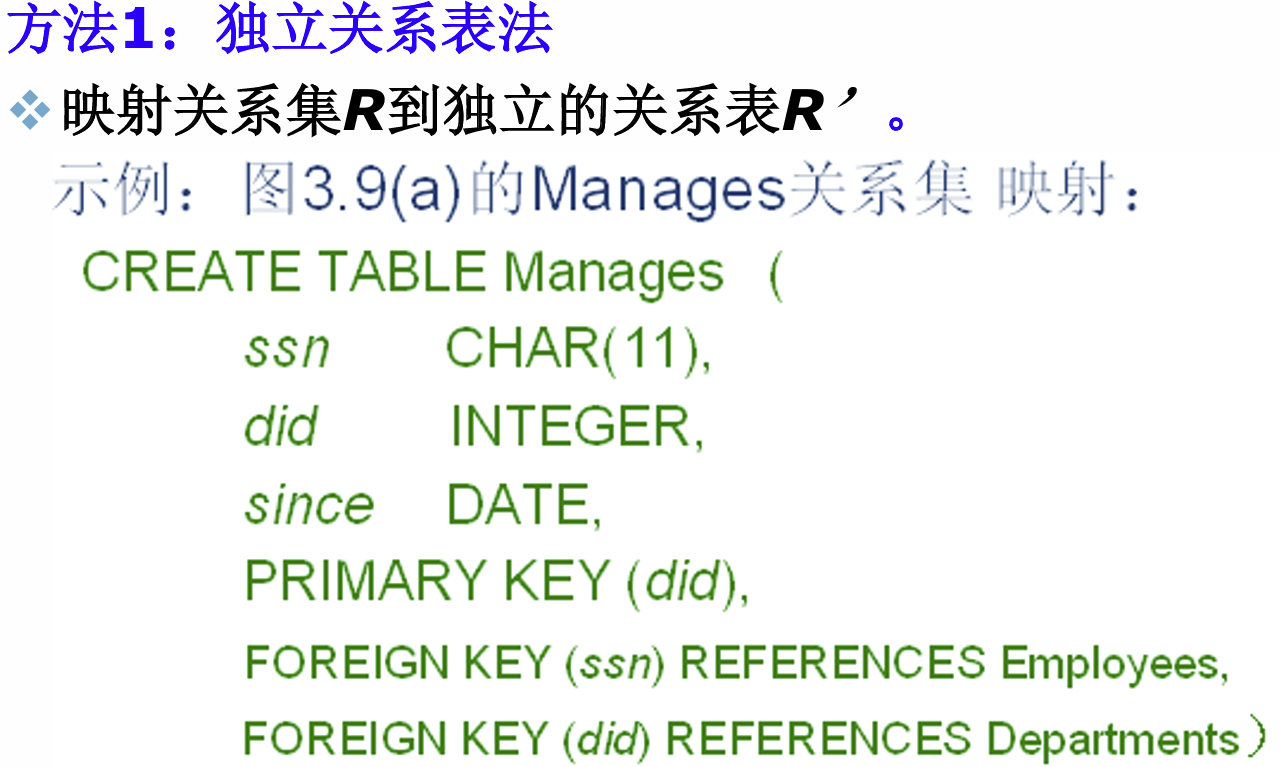 方法1：独立关系表法
❖映射关系集R到独立的关系表R’。
示例：图3.9(a)的Manages关系集 映射：
CREATE TABLE Manages （
ssn CHAR(11),
did INTEGER,
since DATE,
PRIMARY KEY (did),
FOREIGN KEY (ssn) REFERENCES Employees,
FOREIGN KEY (did) REFERENCES Departments）